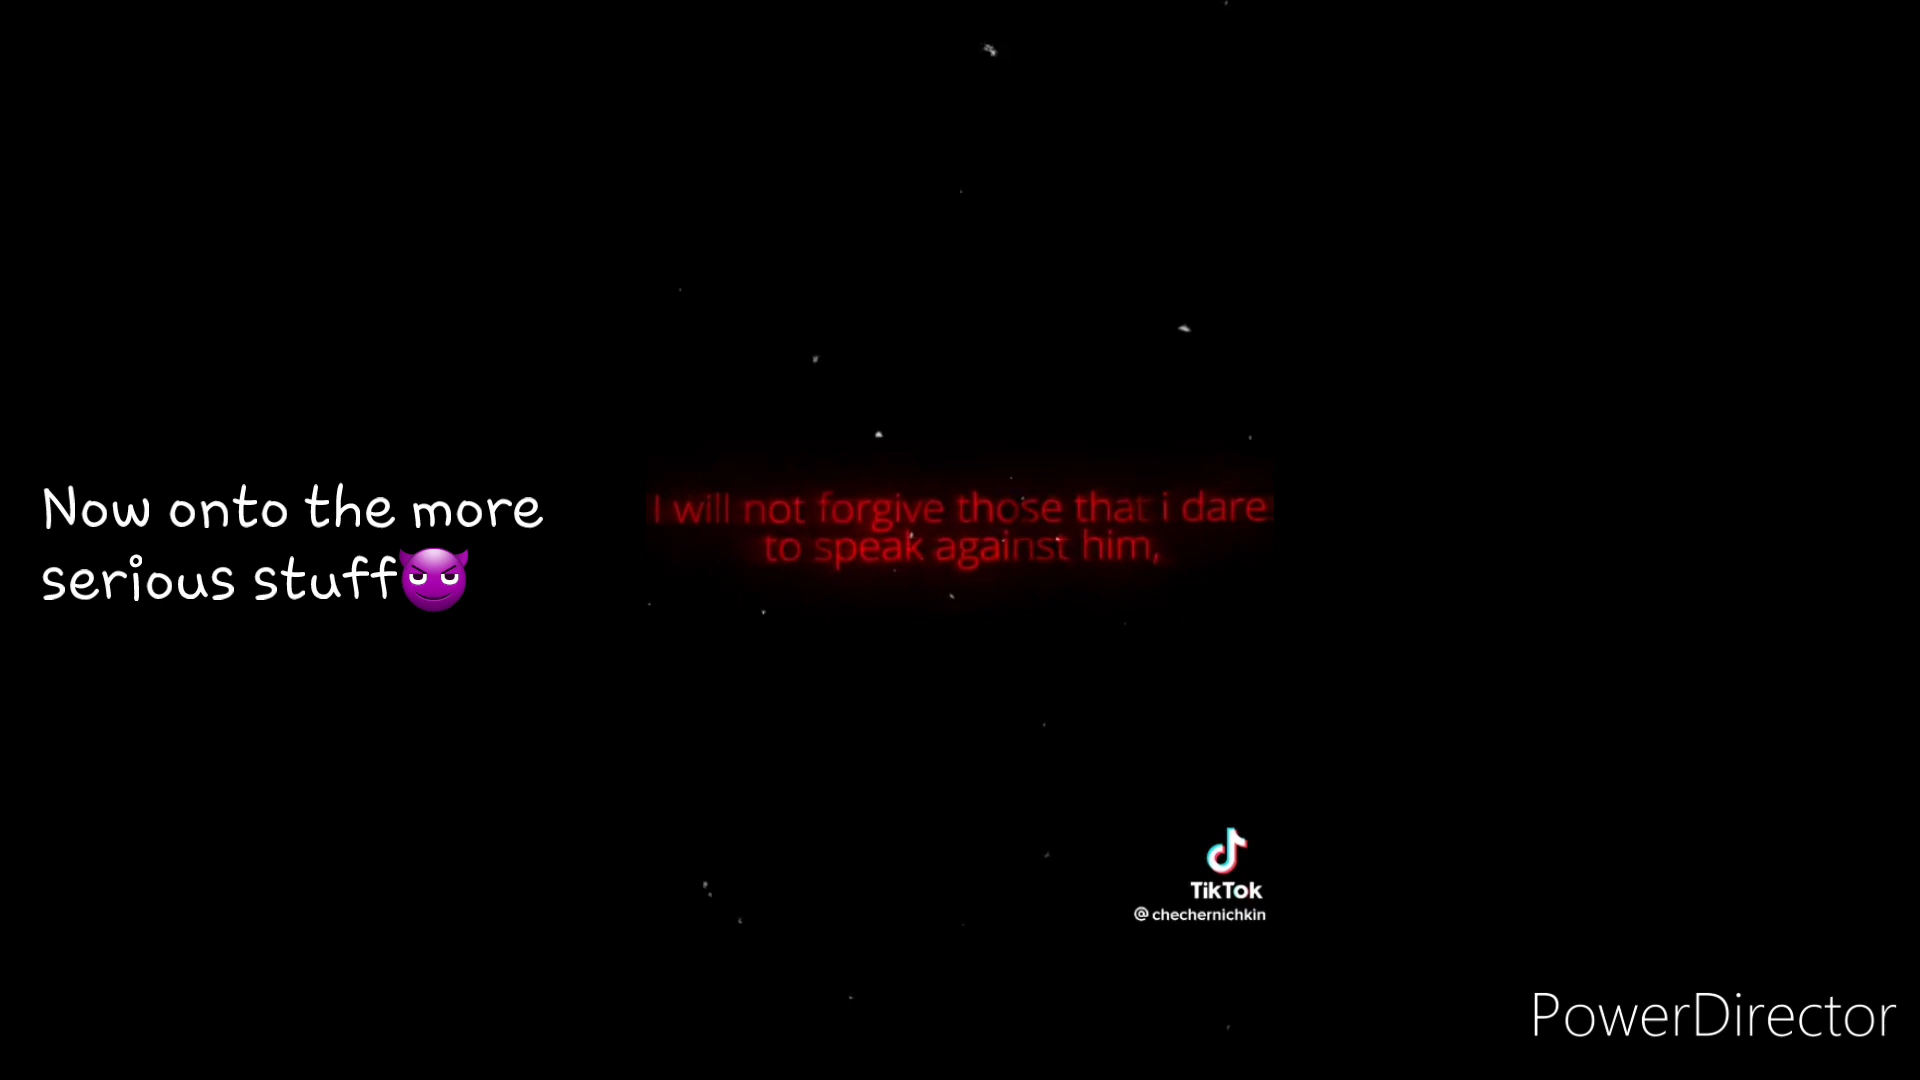 Now onto the more
serious stuff😈
I will not forgive those that i dare
to speak against him,
TikTok
@chechernichkin
PowerDirector